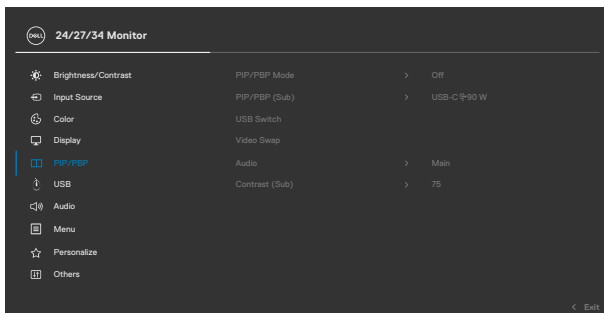 DELL 24/27/34 Monitor
Brightness/Contrast PIP/PBP Mode > Off
Input Source PIP/PBP (Sub) > USB-C 90 W
Color USB Switch
Display Video Swap
PIP/PBP Audio > Main
USB Contrast (Sub) > 75
Audio
Menu
Personalize
Others
< Exit